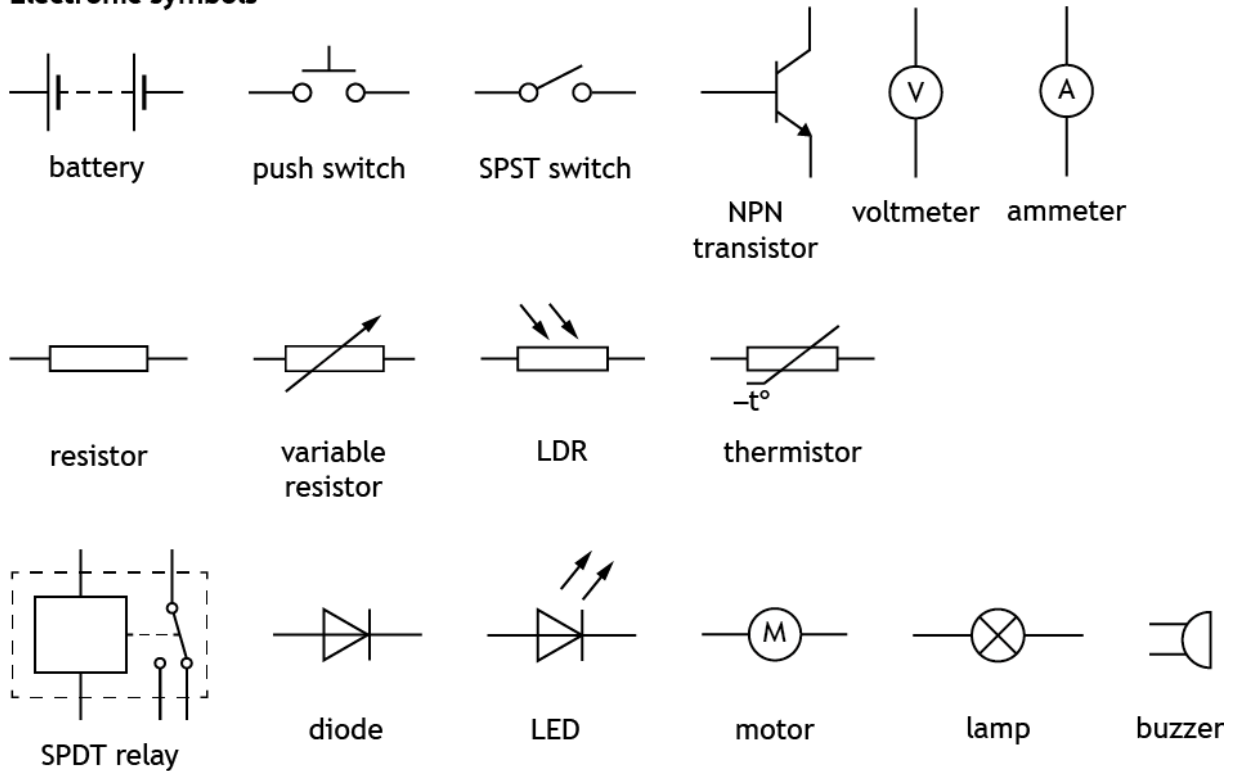 Electronic symbols
V
A
battery
push switch
SPST switch
NPN
transistor
voltmeter
ammeter
–t°
resistor
variable
resistor
LDR
thermistor
M
SPDT relay
diode
LED
motor
lamp
buzzer